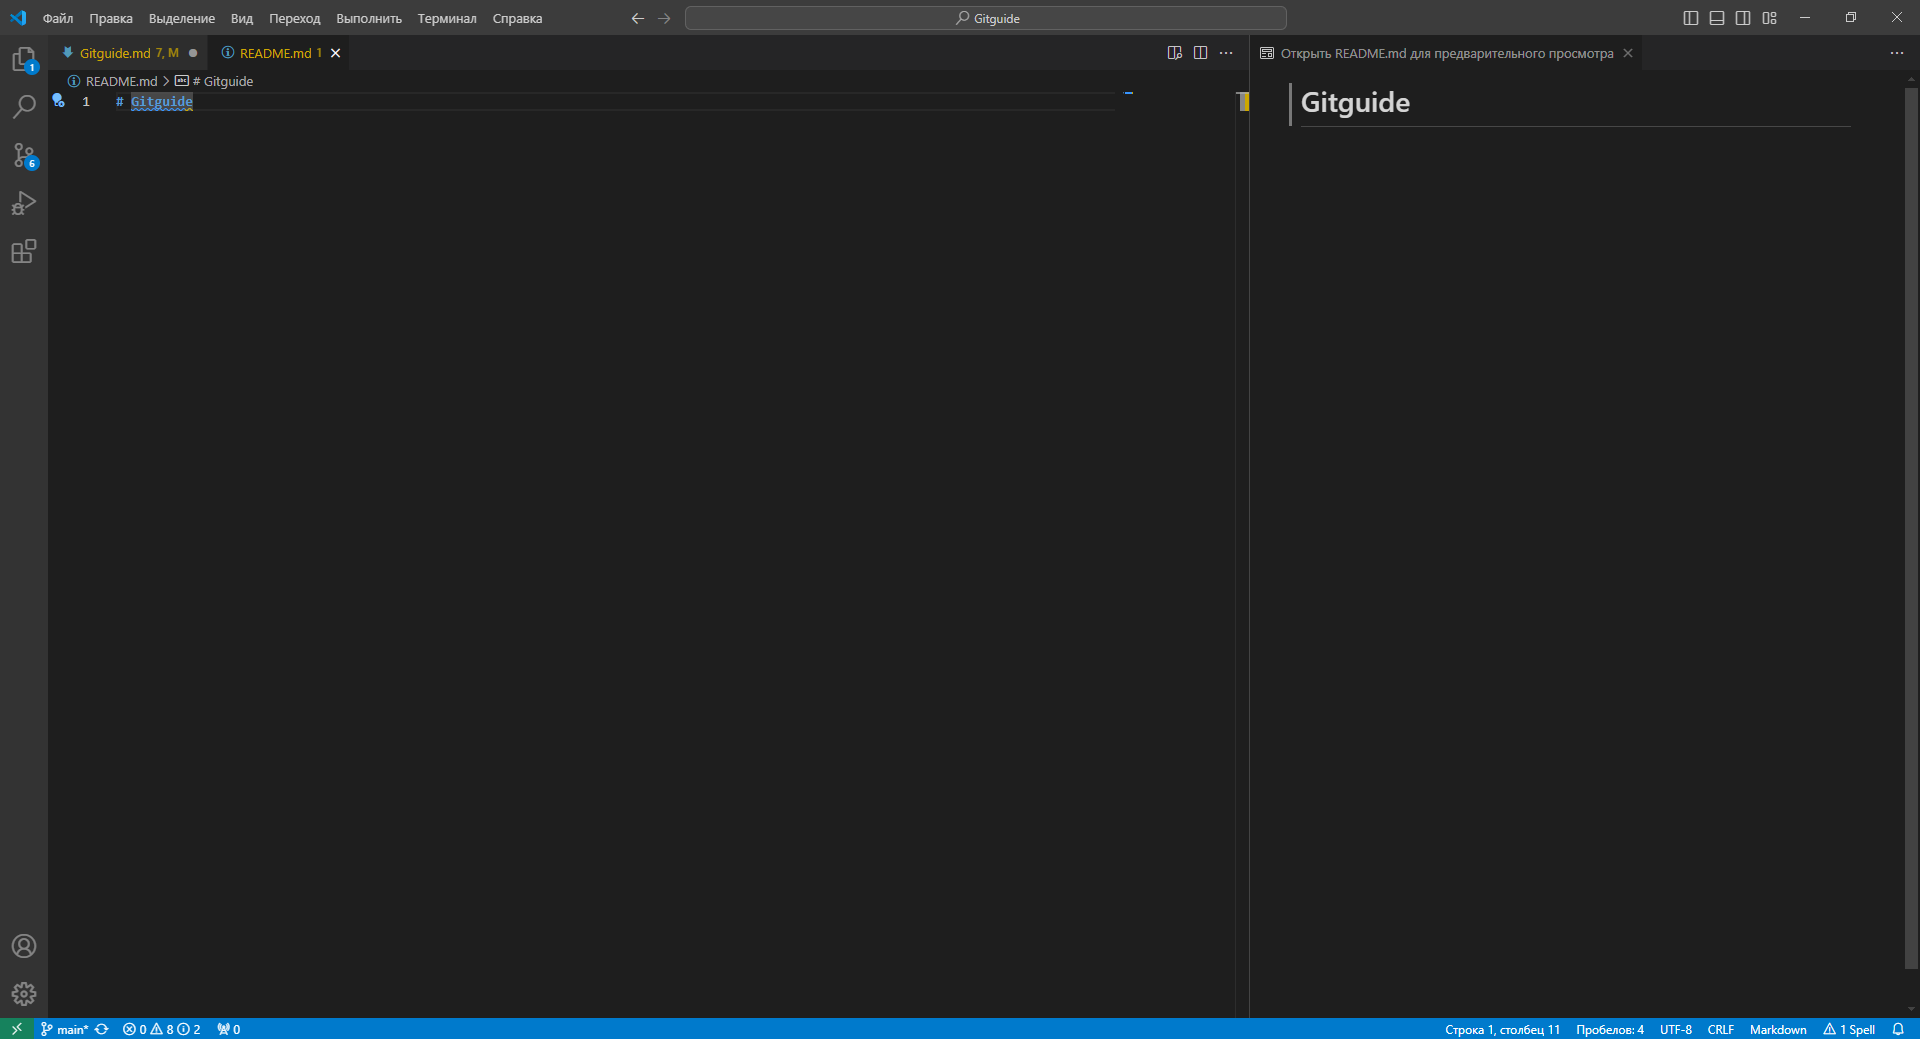 Файл Правка Выделение Вид Переход Выполнить Терминал Справка
Gitguide
Gitguide.md 7, M
README.md 1
Открыть README.md для предварительного просмотра
README.md > # Gitguide
1 # Gitguide
Gitguide
1
6
main* 0 8 2 0
Строка 1, столбец 11 Пробелов: 4 UTF-8 CRLF Markdown 1 Spell